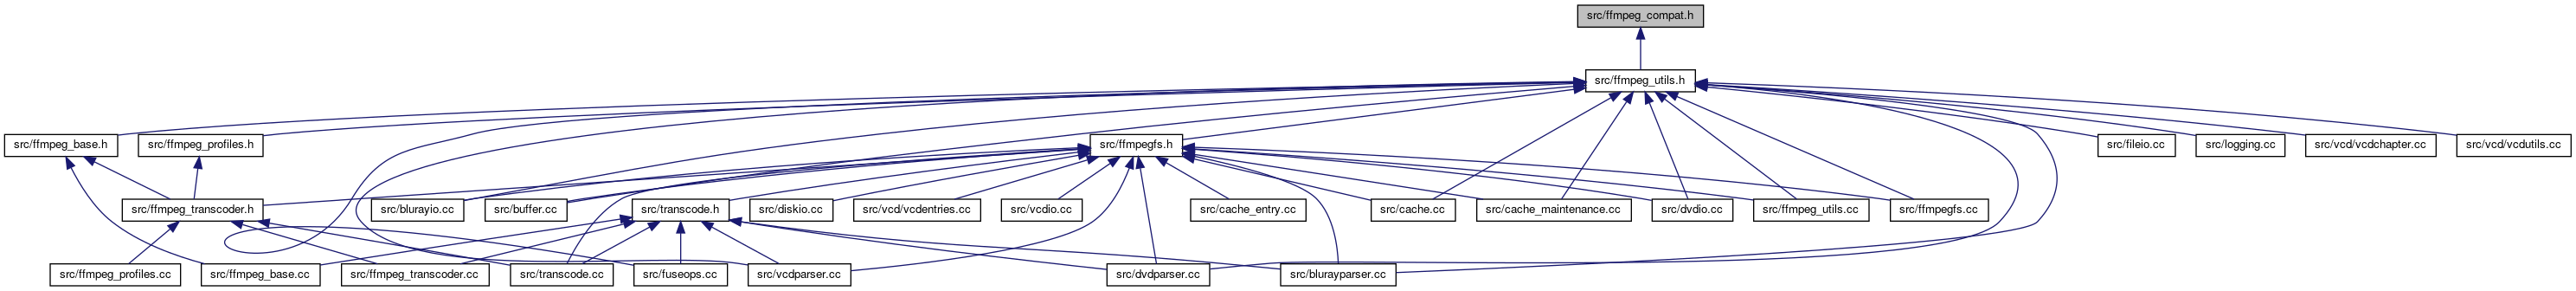 src/ffmpeg_compat.h
src/ffmpeg_utils.h
src/ffmpeg_base.h
src/ffmpeg_profiles.h
src/ffmpegfs.h
src/fileio.cc
src/logging.cc
src/vcd/vcdchapter.cc
src/vcd/vcdutils.cc
src/ffmpeg_transcoder.h
src/blurayio.cc
src/buffer.cc
src/transcode.h
src/diskio.cc
src/vcd/vcdentries.cc
src/vcdio.cc
src/cache_entry.cc
src/cache.cc
src/cache_maintenance.cc
src/dvdio.cc
src/ffmpeg_utils.cc
src/ffmpegfs.cc
src/ffmpeg_profiles.cc
src/ffmpeg_base.cc
src/ffmpeg_transcoder.cc
src/transcode.cc
src/fuseops.cc
src/vcdparser.cc
src/dvdparser.cc
src/blurayparser.cc